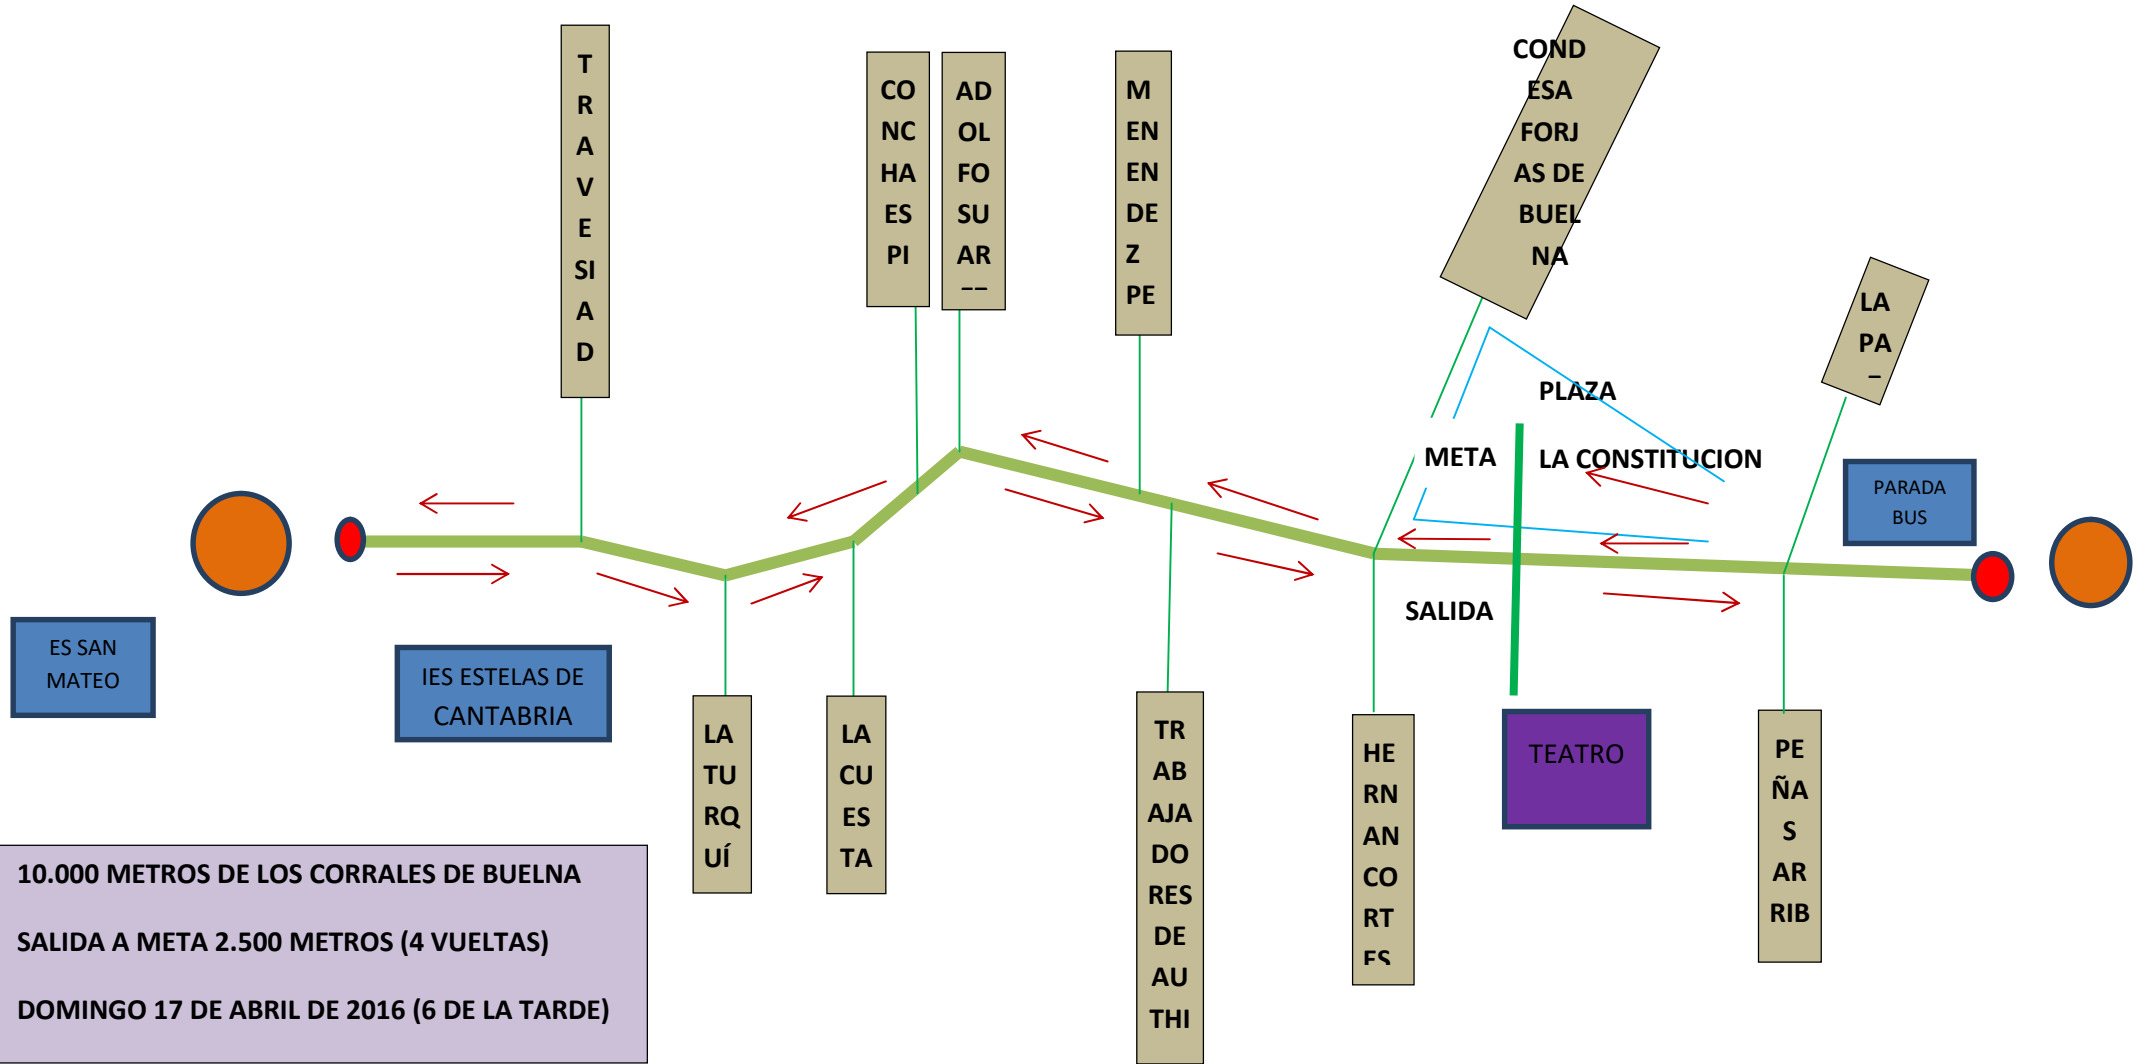 T
R
A
V
E
SI
A
D
CO
NC
HA
ES
PI
AD
OL
FO
SU
AR
M
EN
EN
DE
Z
PE
COND
ESA
FORJ
AS DE
BUEL
NA
LA
PA
PLAZA
LA CONSTITUCION
META
SALIDA
PARADA
BUS
ES SAN
MATEO
IES ESTELAS DE
CANTABRIA
LA
TU
RQ
UÍ
LA
CU
ES
TA
TR
AB
AJA
DO
RES
DE
AU
THI
HE
RN
AN
CO
RT
ES
TEATRO
PE
ÑA
S
AR
RIB
10.000 METROS DE LOS CORRALES DE BUELNA
SALIDA A META 2.500 METROS (4 VUELTAS)
DOMINGO 17 DE ABRIL DE 2016 (6 DE LA TARDE)